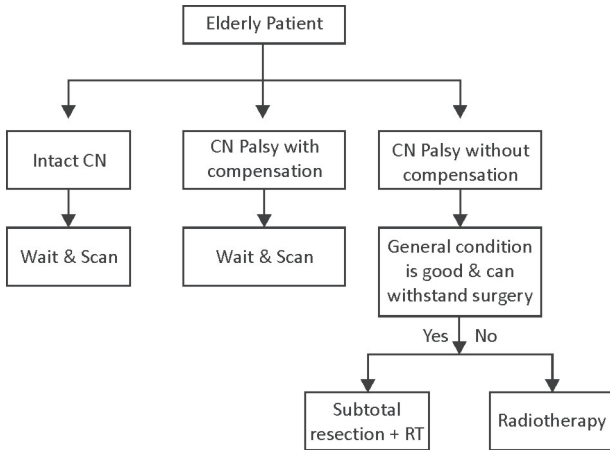 Elderly Patient
Intact CN
CN Palsy with
compensation
CN Palsy without
compensation
Wait & Scan
Wait & Scan
General condition
is good & can
withstand surgery
Yes
No
Subtotal
resection + RT
Radiotherapy